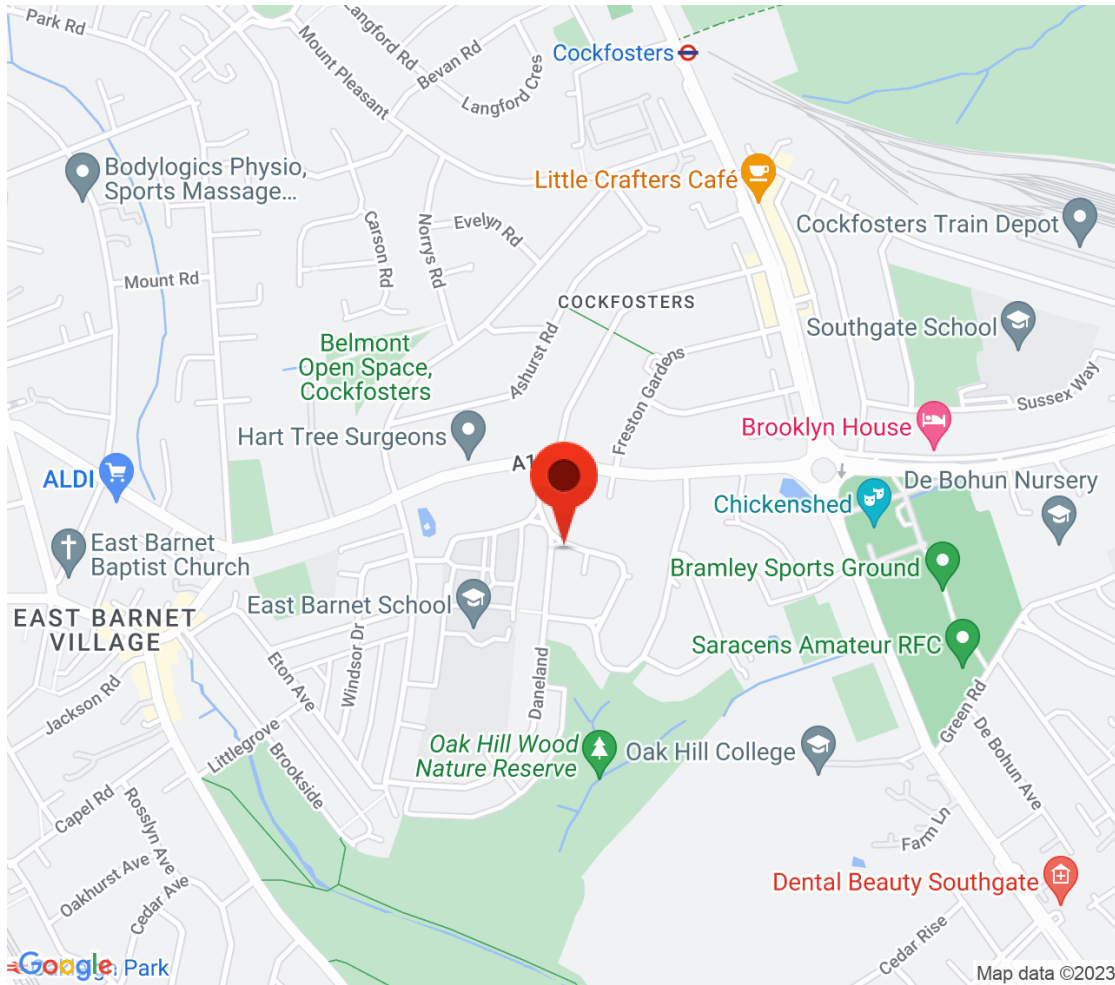 Park Rd
Langford Rd
Mount Pleasant
Bevan Rd
Langford Cres
Cockfosters
Bodylogics Physio,
Sports Massage...
Little Crafters Café
Carson Rd
Norrys Rd
Evelyn Rd
Cockfosters Train Depot
Mount Rd
COCKFOSTERS
Southgate School
Belmont
Open Space,
Cockfosters
Ashurst Rd
Freston Gardens
Sussex Way
Hart Tree Surgeons
Brooklyn House
ALDI
De Bohun Nursery
Chickenshed
East Barnet
Baptist Church
Bramley Sports Ground
East Barnet School
EAST BARNET
VILLAGE
Saracens Amateur RFC
Windsor Dr
Eton Ave
Daneland
Jackson Rd
Green Rd
Littlegrove
Oak Hill Wood
Nature Reserve
Oak Hill College
De Bohun Ave
Brookside
Capel Rd
Rosslyn Ave
Farm Ln
Oakhurst Ave
Cedar Ave
Dental Beauty Southgate
Cedar Rise
Google
Park
Map data ©2023